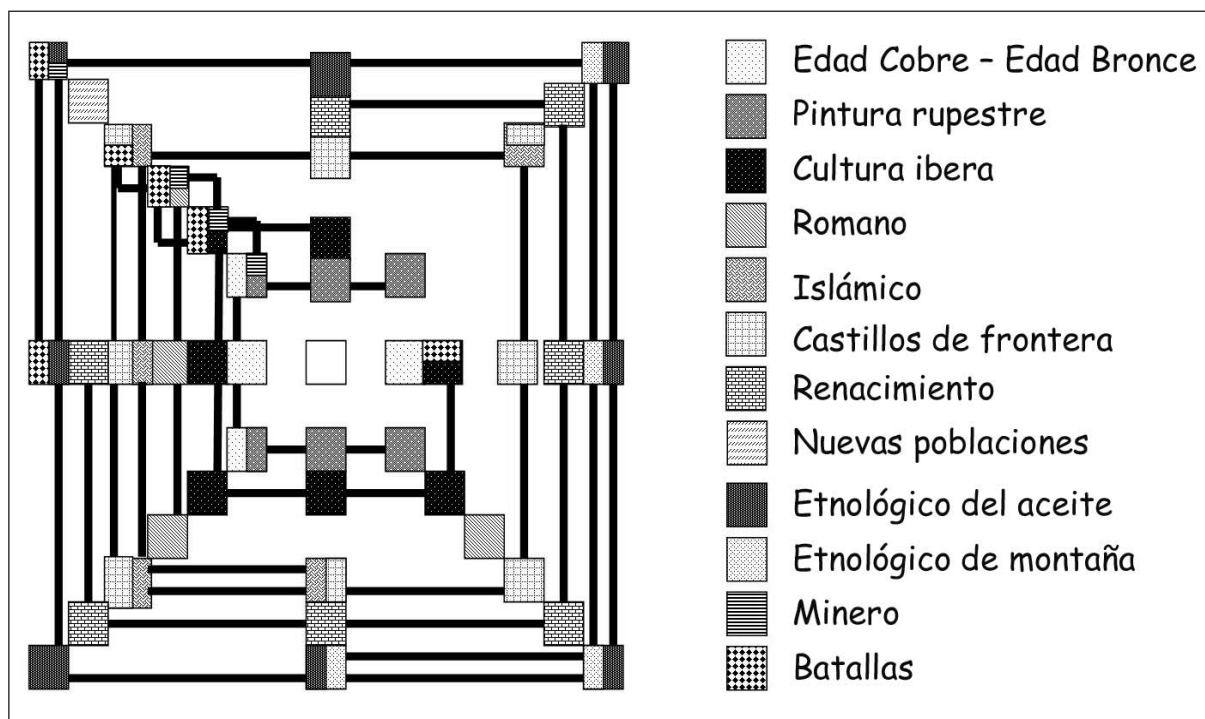 Edad Cobre – Edad Bronce
Pintura rupestre
Cultura ibera
Romano
Islámico
Castillos de frontera
Renacimiento
Nuevas poblaciones
Etnológico del aceite
Etnológico de montaña
Minero
Batallas